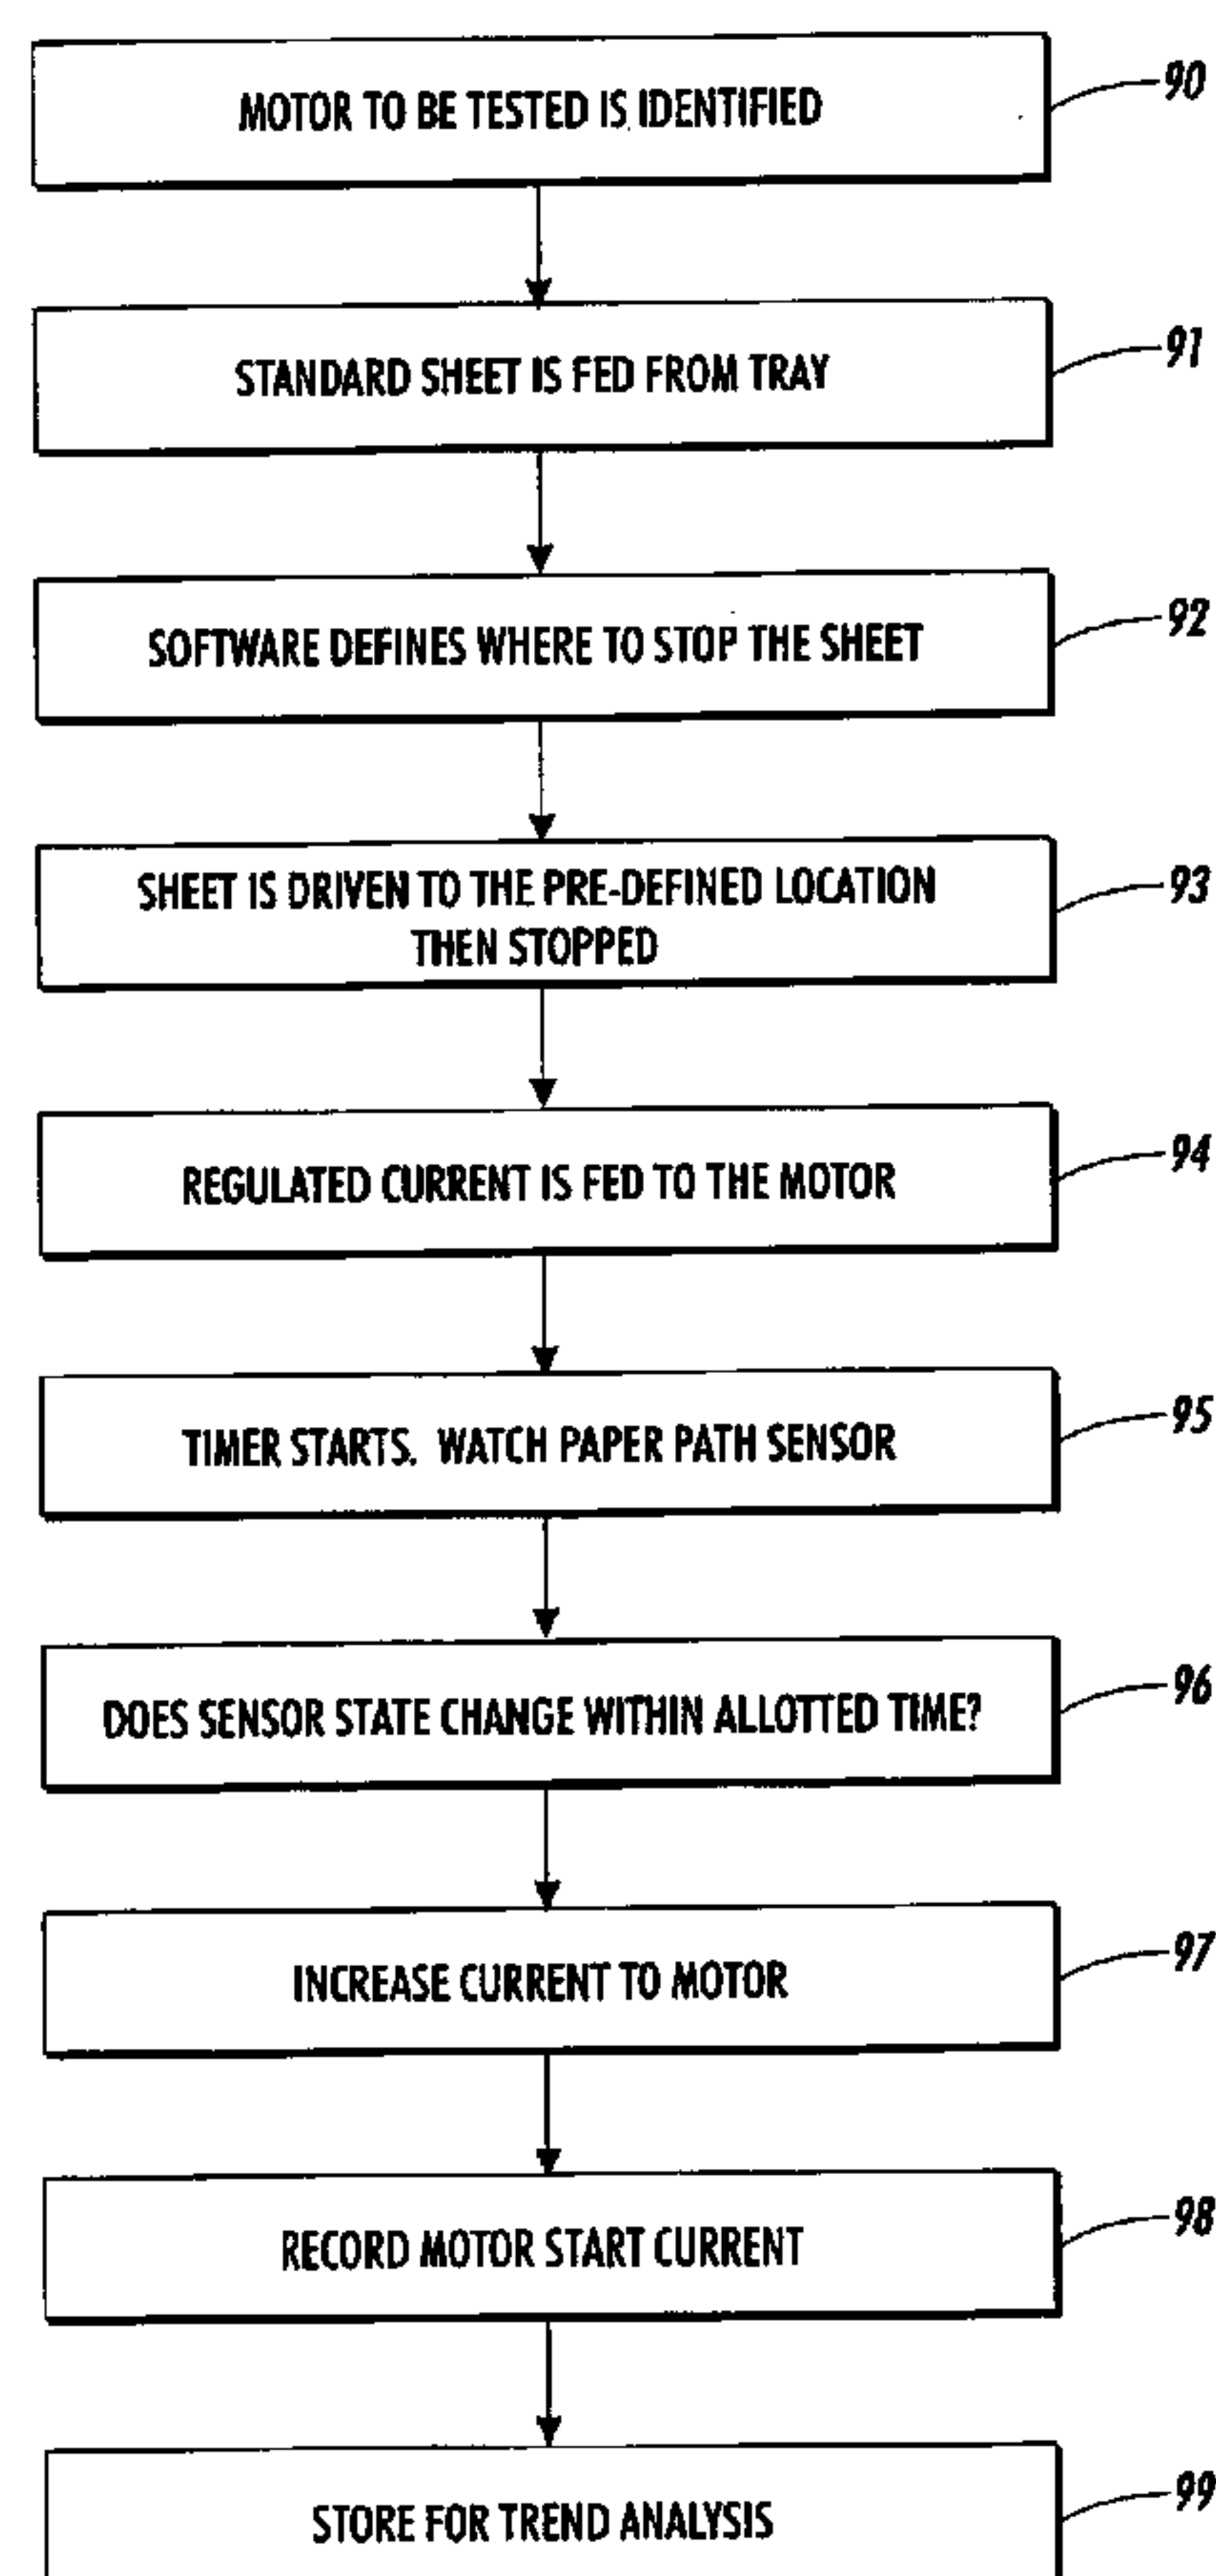 MOTOR TO BE TESTED IS IDENTIFIED
90
STANDARD SHEET IS FED FROM TRAY
91
SOFTWARE DEFINES WHERE TO STOP THE SHEET
92
SHEET IS DRIVEN TO THE PRE-DEFINED LOCATION
THEN STOPPED
93
REGULATED CURRENT IS FED TO THE MOTOR
94
TIMER STARTS. WATCH PAPER PATH SENSOR
95
DOES SENSOR STATE CHANGE WITHIN ALLOTTED TIME?
96
INCREASE CURRENT TO MOTOR
97
RECORD MOTOR START CURRENT
98
STORE FOR TREND ANALYSIS
99